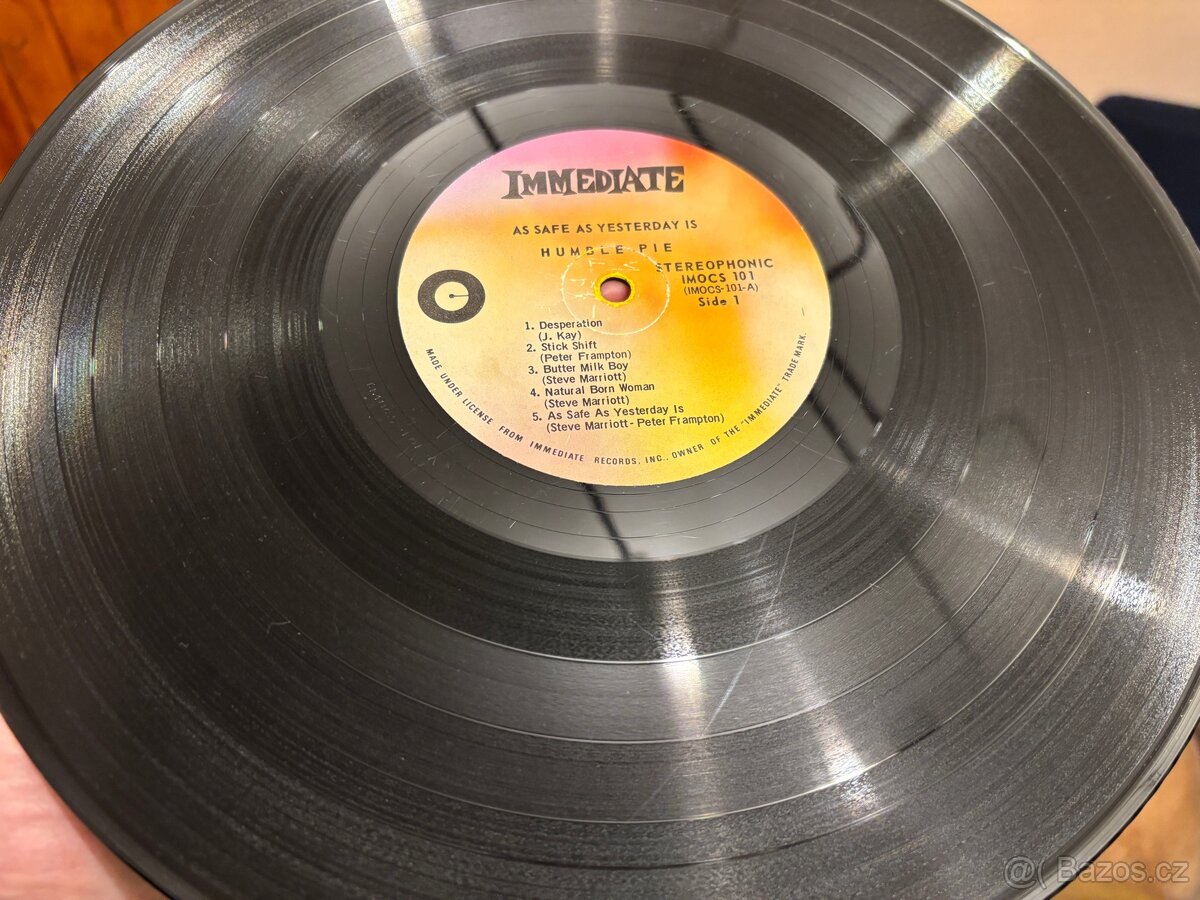 IMMEDIATE
AS SAFE AS YESTERDAY IS
HUMBLE PIE
STEREOPHONIC
IMOCS 101
(IMOCS-101-A)
Side 1
1. Desperation
(J. Kay)
2. Stick Shift
(Peter Frampton)
3. Butter Milk Boy
(Steve Marriott)
4. Natural Born Woman
(Steve Marriott)
5. As Safe As Yesterday Is
(Steve Marriott - Peter Frampton)
MADE UNDER LICENSE FROM IMMEDIATE RECORDS, INC., OWNER OF THE "IMMEDIATE" TRADE MARK.
Bazos.cz